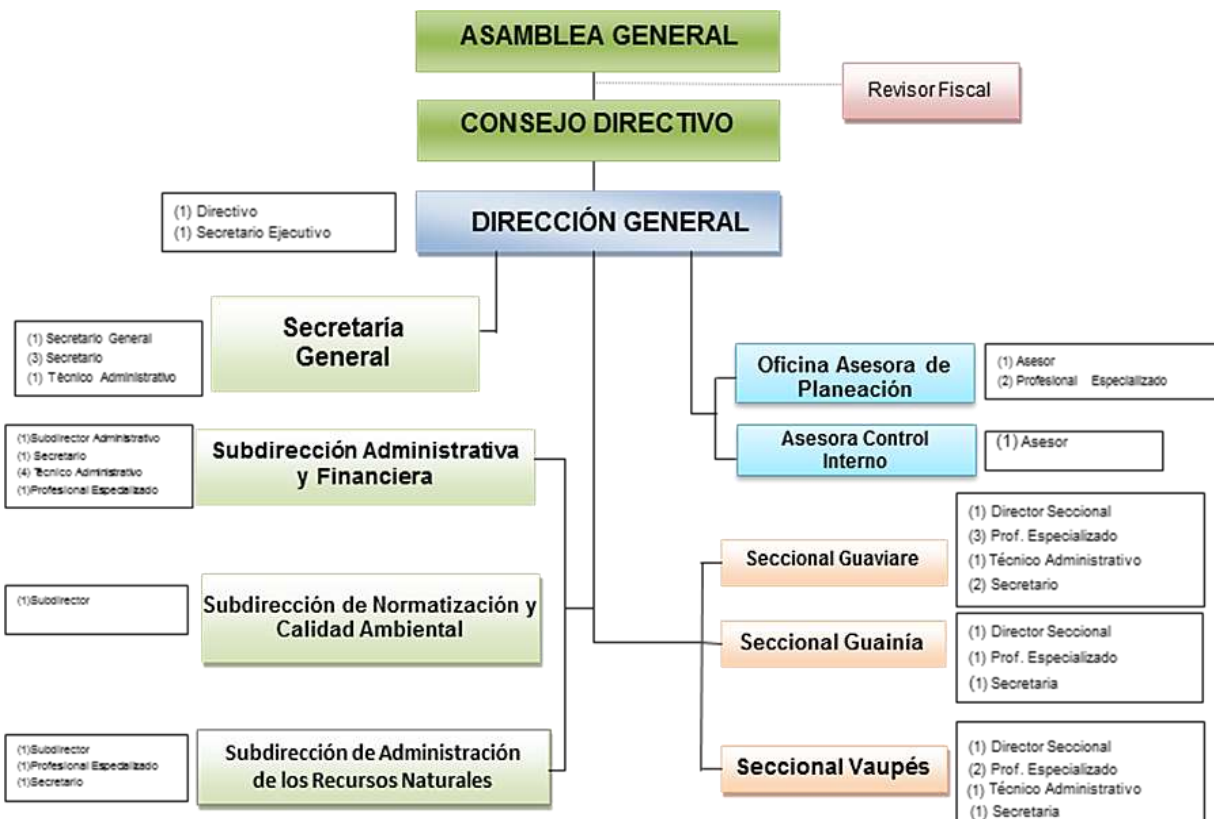 ASAMBLEA GENERAL
Revisor Fiscal
CONSEJO DIRECTIVO
(1) Directivo
(1) Secretario Ejecutivo
DIRECCIÓN GENERAL
(1) Secretario General
(3) Secretario
(1) Técnico Administrativo
Secretaría
General
Oficina Asesora de
Planeación
(1) Asesor
(2) Profesional Especializado
(1)Subdirector Administrativo
(1) Secretario
(4) Técnico Administrativo
(1)Profesional Especializado
Subdirección Administrativa
y Financiera
Asesora Control
Interno
(1) Asesor
Seccional Guaviare
(1) Director Seccional
(3) Prof. Especializado
(1) Técnico Administrativo
(2) Secretario
(1)Subdirector
Subdirección de Normatización y
Calidad Ambiental
Seccional Guainía
(1) Director Seccional
(1) Prof. Especializado
(1) Secretaria
(1)Subdirector
(1)Profesional Especializado
(1)Secretario
Subdirección de Administración
de los Recursos Naturales
Seccional Vaupés
(1) Director Seccional
(2) Prof. Especializado
(1) Técnico Administrativo
(1) Secretaria